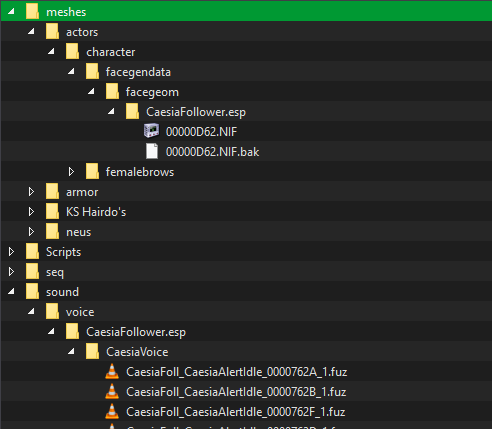 meshes
actors
character
facegendata
facegeom
CaesiaFollower.esp
00000D62.NIF
00000D62.NIF.bak
femalebrows
armor
KS Hairdo's
neus
Scripts
seq
sound
voice
CaesiaFollower.esp
CaesiaVoice
CaesiaFoll_CaesiaAlertIdle_0000762A_1.fuz
CaesiaFoll_CaesiaAlertIdle_0000762B_1.fuz
CaesiaFoll_CaesiaAlertIdle_0000762F_1.fuz